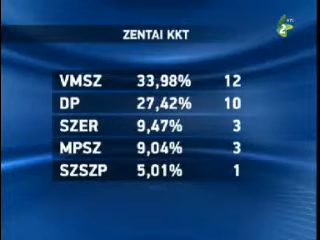 ZENTAI KKT
2
VMSZ 33,98% 12
DP 27,42% 10
SZER 9,47% 3
MPSZ 9,04% 3
SZSZP 5,01% 1